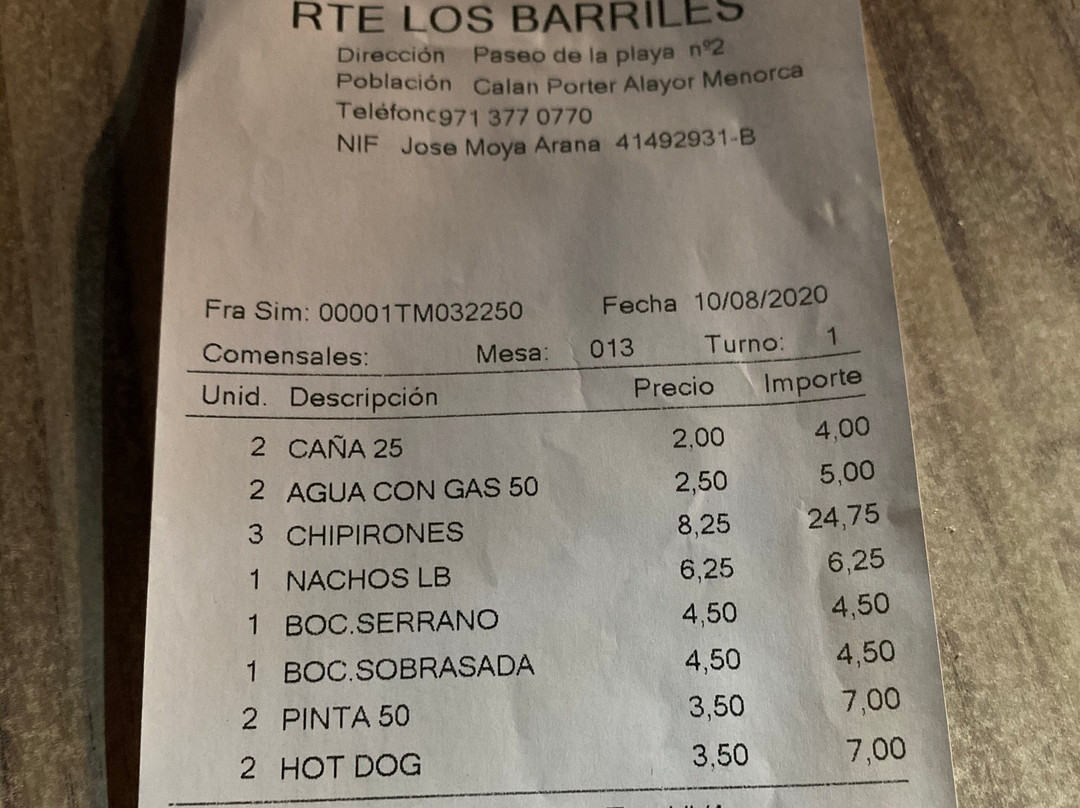 RTE LOS BARRILES
Dirección Paseo de la playa nº2
Población Calan Porter Alayor Menorca
Teléfono 971 377 0770
NIF Jose Moya Arana 41492931-B
Fra Sim: 00001TM032250 Fecha 10/08/2020
Comensales: Mesa: 013 Turno: 1
Unid. Descripción Precio Importe
2 CAÑA 25 2,00 4,00
2 AGUA CON GAS 50 2,50 5,00
3 CHIPIRONES 8,25 24,75
1 NACHOS LB 6,25 6,25
1 BOC.SERRANO 4,50 4,50
1 BOC.SOBRASADA 4,50 4,50
2 PINTA 50 3,50 7,00
2 HOT DOG 3,50 7,00